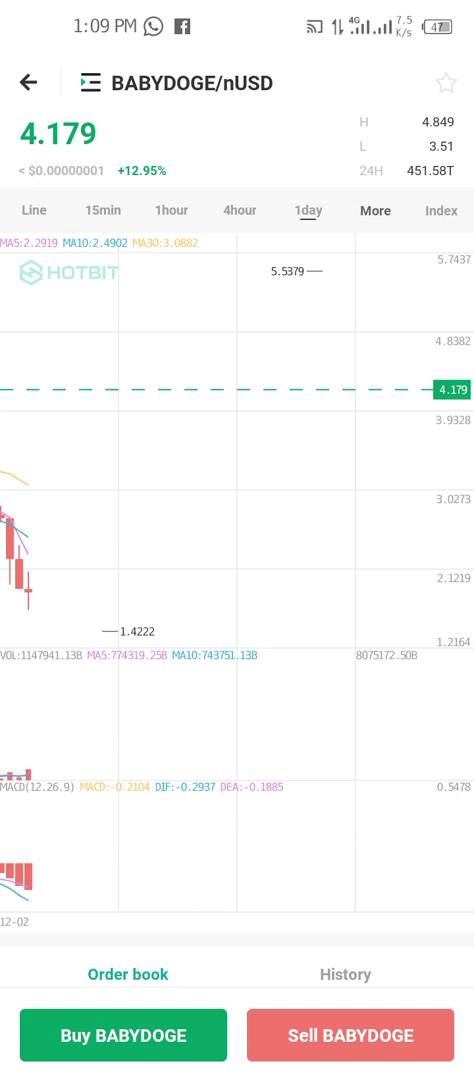 1:09 PM 4G 7.5 K/s 47
BABYDOGE/nUSD
4.179 H 4.849
L 3.51
< $0.00000001 +12.95% 24H 451.58T
Line 15min 1hour 4hour 1day More Index
MA5:2.2919 MA10:2.4902 MA30:3.0882
5.7437
HOTBIT 5.5379
4.8382
4.179
3.9328
3.0273
2.1219
1.4222
1.2164
VOL:1147941.13B MA5:774319.25B MA10:743751.13B 8075172.50B
MACD(12.26.9) MACD:-0.2104 DIF:-0.2937 DEA:-0.1885 0.5478
12-02
Order book History
Buy BABYDOGE Sell BABYDOGE